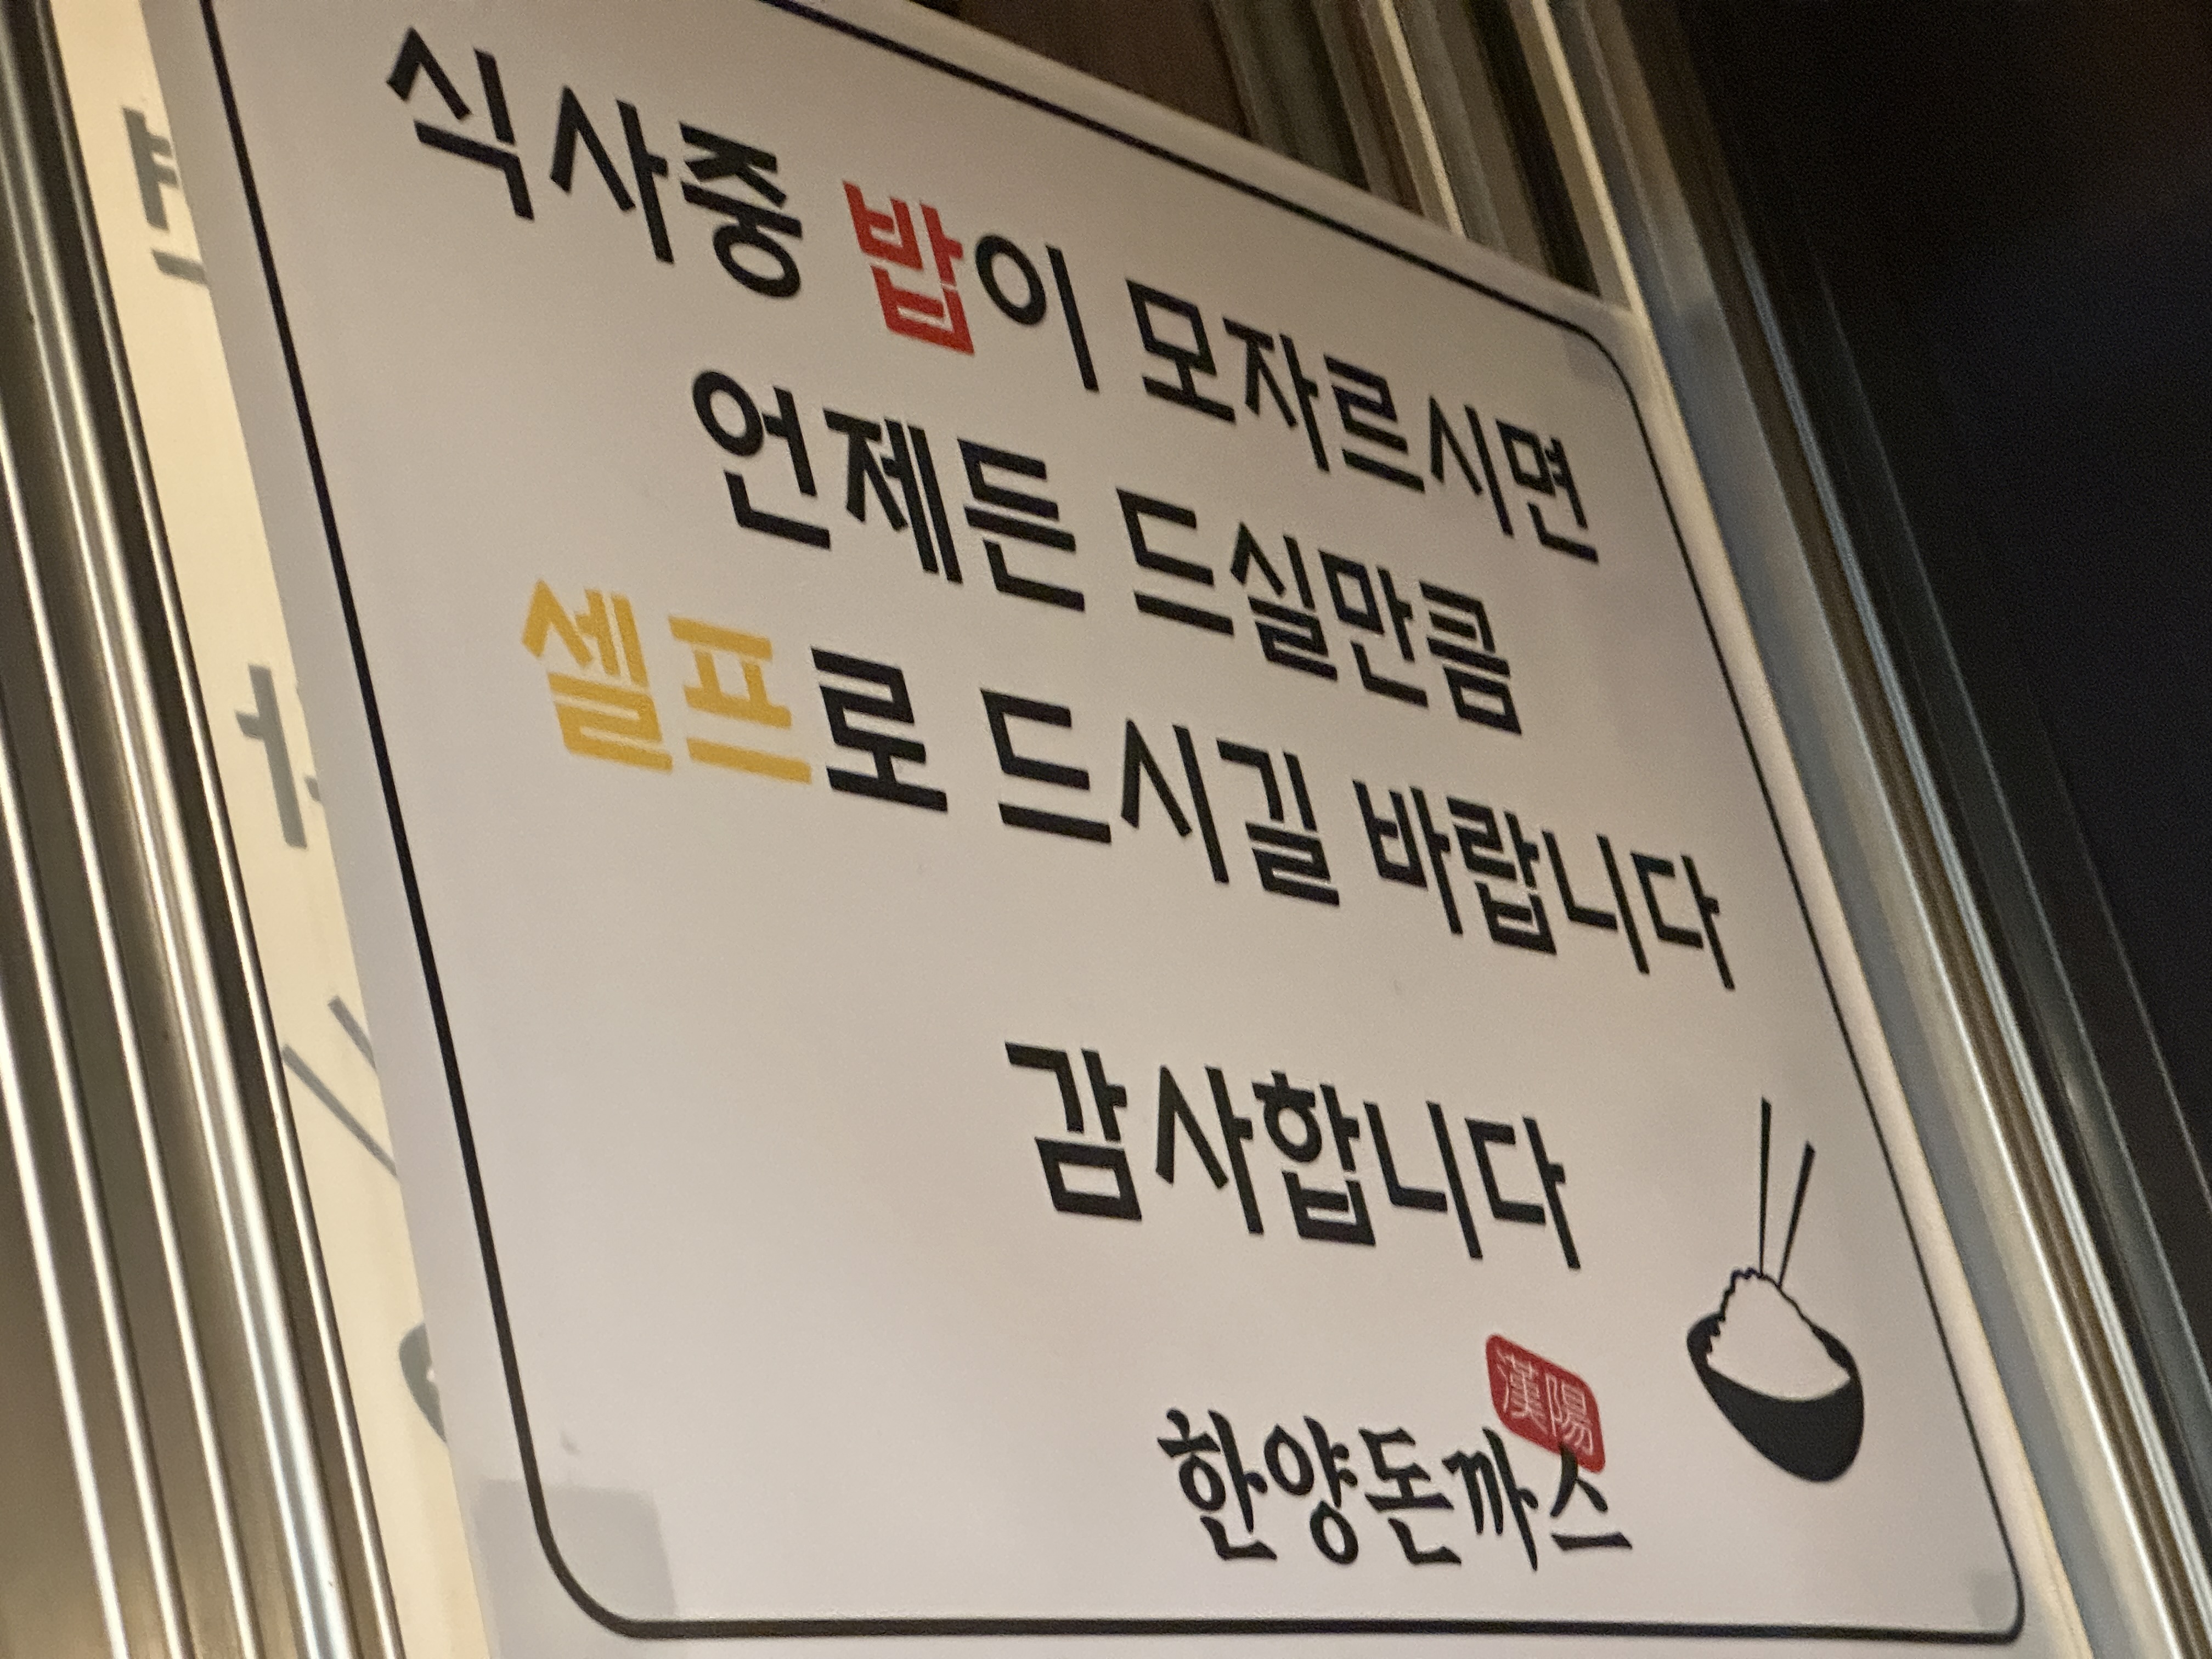 식사중 밥이 모자르시면
언제든 드실만큼
셀프로 드시길 바랍니다
감사합니다
漢陽
한양돈까스